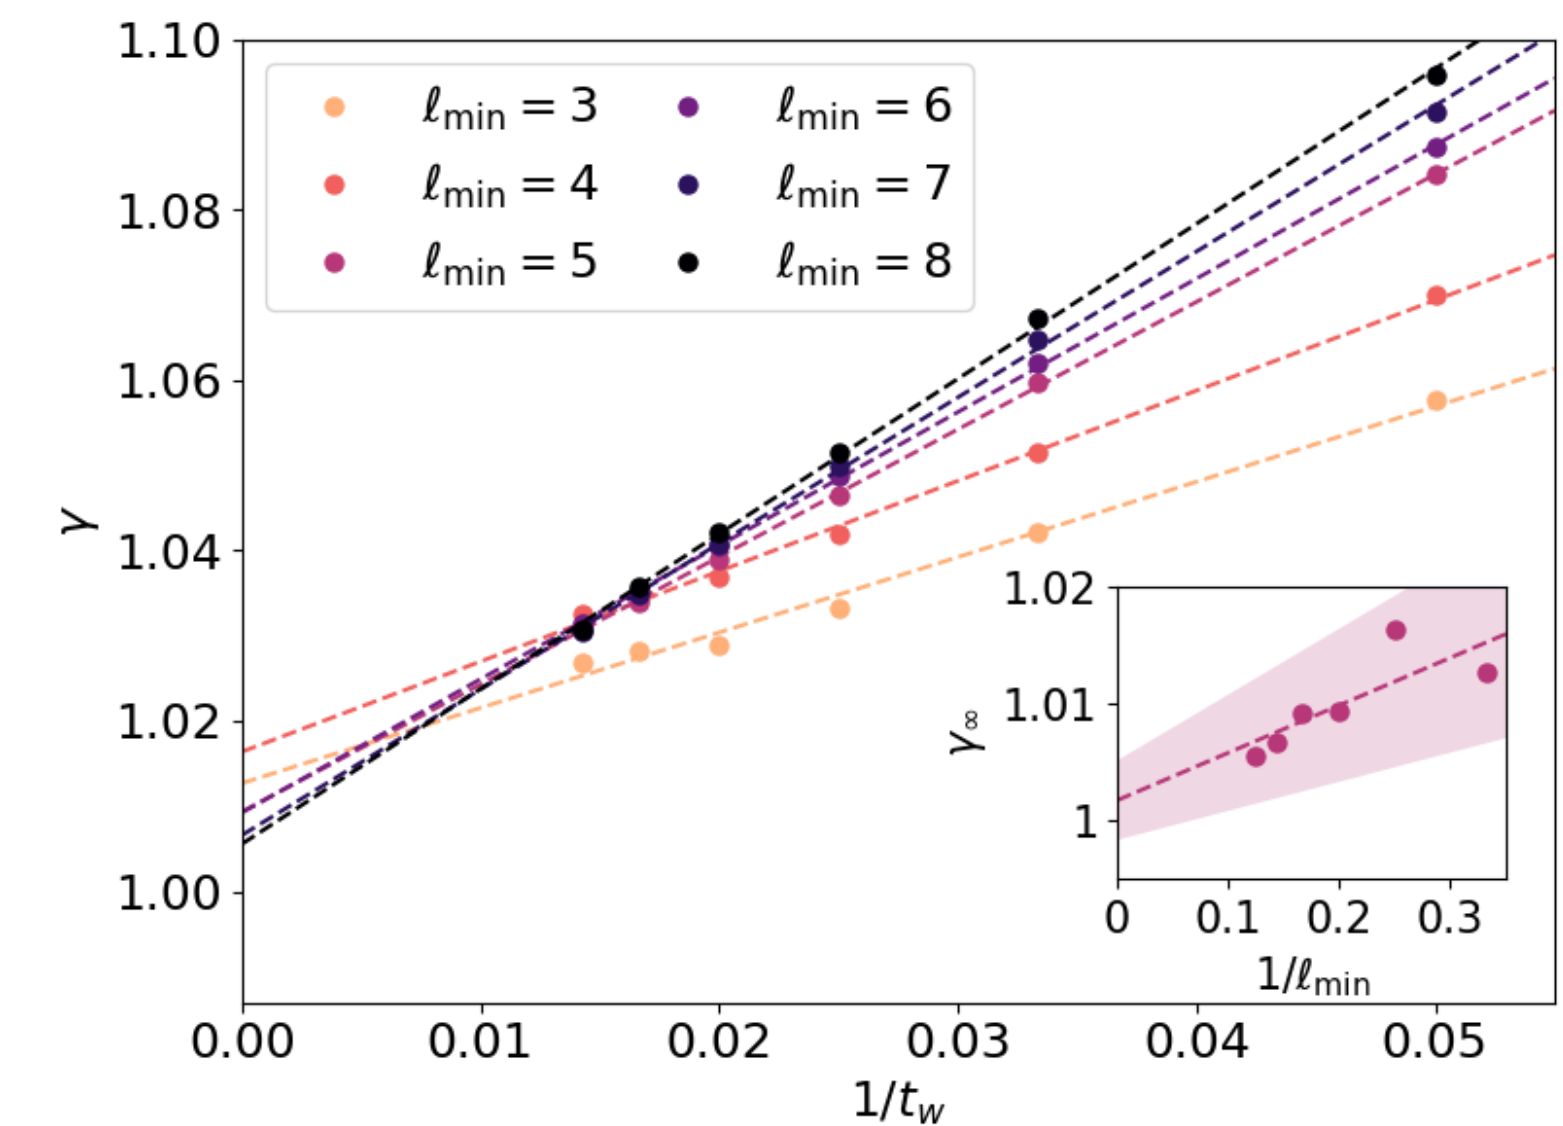 1.10
1.08
1.06
1.04
1.02
1.00
γ
ℓmin = 3
ℓmin = 4
ℓmin = 5
ℓmin = 6
ℓmin = 7
ℓmin = 8
1.02
1.01
1
γ∞
0 0.1 0.2 0.3
1/ℓmin
0.00 0.01 0.02 0.03 0.04 0.05
1/tw